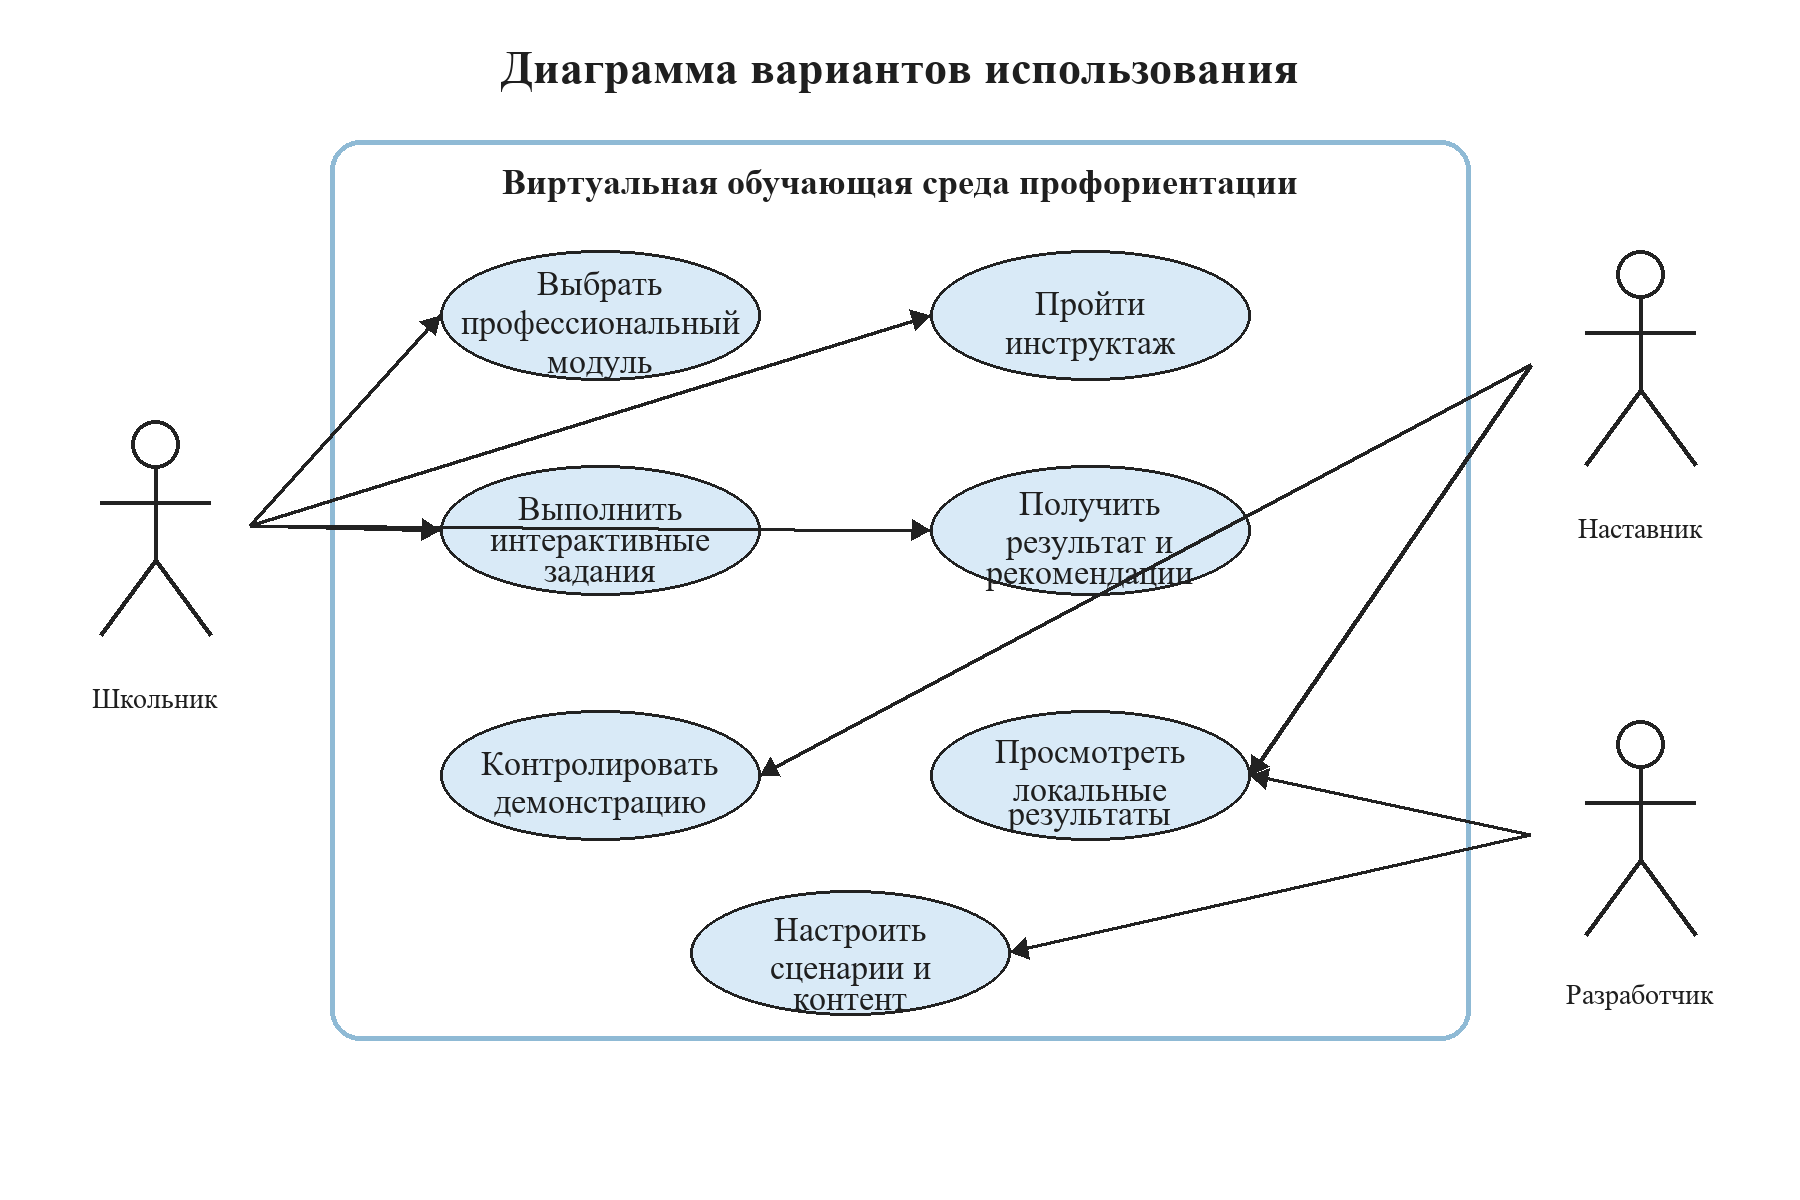 Диаграмма вариантов использования
Виртуальная обучающая среда профориентации
Выбрать
профессиональный
модуль
Пройти
инструктаж
Выполнить
интерактивные
задания
Получить
результат и
рекомендации
Школьник
Наставник
Контролировать
демонстрацию
Просмотреть
локальные
результаты
Настроить
сценарии и
контент
Разработчик